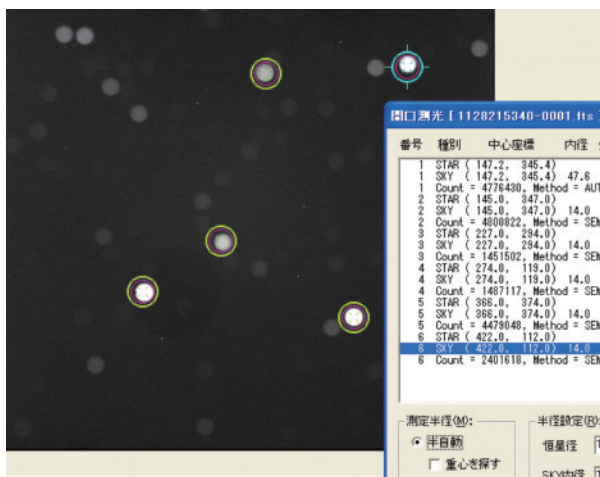 開口測光 [ 1128215340-0001.fts ]
番号 種別 中心座標 内径
1 STAR ( 147.2, 345.4)
1 SKY ( 147.2, 345.4) 47.6
1 Count = 4776430, Method = AUT
2 STAR ( 145.0, 347.0)
2 SKY ( 145.0, 347.0) 14.0
2 Count = 4800822, Method = SEM
3 STAR ( 227.0, 294.0)
3 SKY ( 227.0, 294.0) 14.0
3 Count = 1451502, Method = SEM
4 STAR ( 274.0, 119.0)
4 SKY ( 274.0, 119.0) 14.0
4 Count = 1487117, Method = SEM
5 STAR ( 366.0, 374.0)
5 SKY ( 366.0, 374.0) 14.0
5 Count = 4479048, Method = SEM
6 STAR ( 422.0, 112.0)
6 SKY ( 422.0, 112.0) 14.0
6 Count = 2401618, Method = SEM
測定半径(M): 半径設定(R):
半自動 恒星径
重心を探す
SKY内径